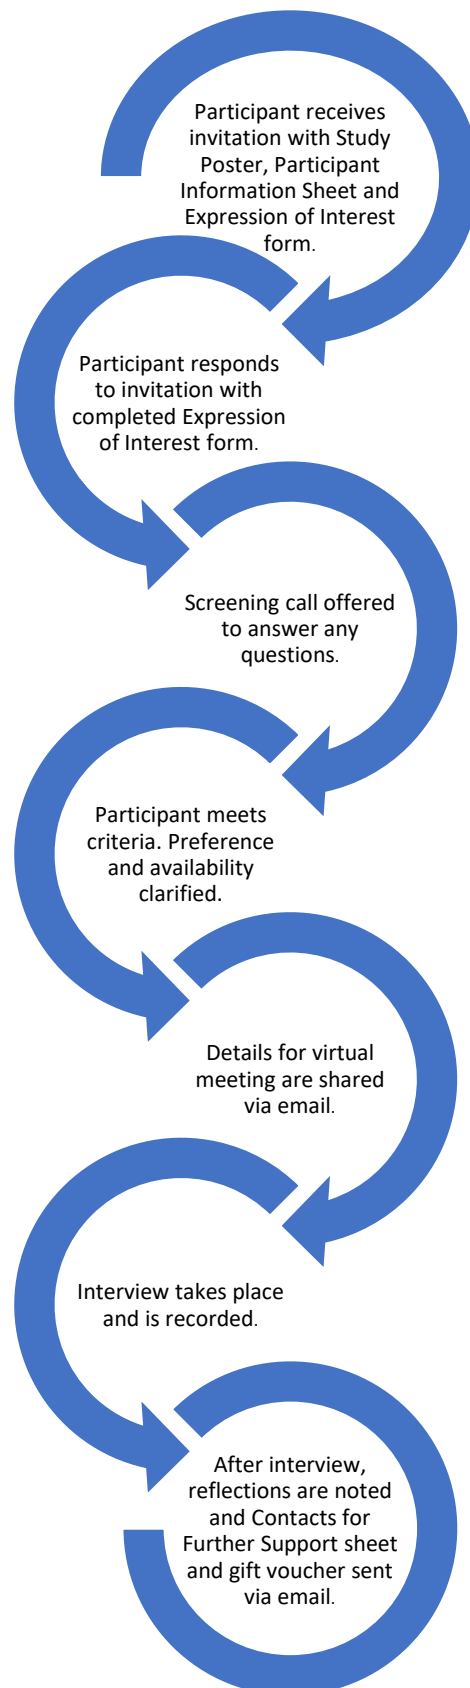 Participant receives
invitation with Study
Poster, Participant
Information Sheet and
Expression of Interest
form.
Participant responds
to invitation with
completed Expression
of Interest form.
Screening call offered
to answer any
questions.
Participant meets
criteria. Preference
and availability
clarified.
Details for virtual
meeting are shared
via email.
Interview takes place
and is recorded.
After interview,
reflections are noted
and Contacts for
Further Support sheet
and gift voucher sent
via email.